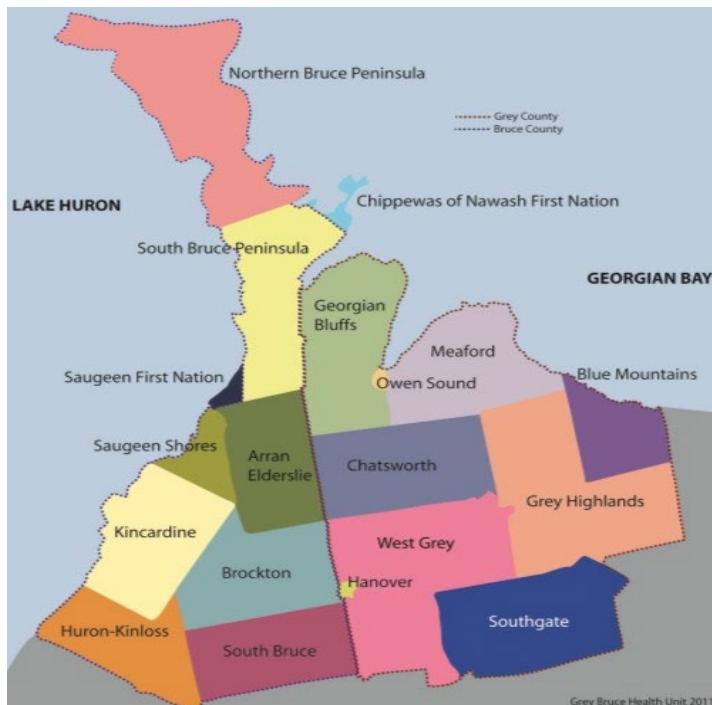 Northern Bruce Peninsula
Grey County
Bruce County
LAKE HURON
Chippewas of Nawash First Nation
South Bruce Peninsula
GEORGIAN BAY
Georgian
Bluffs
Meaford
Saugeen First Nation
Owen Sound
Blue Mountains
Saugeen Shores
Arran
Elderslie
Chatsworth
Grey Highlands
Kincardine
West Grey
Brockton
Hanover
Huron-Kinloss
South Bruce
Southgate
Grey Bruce Health Unit 2011